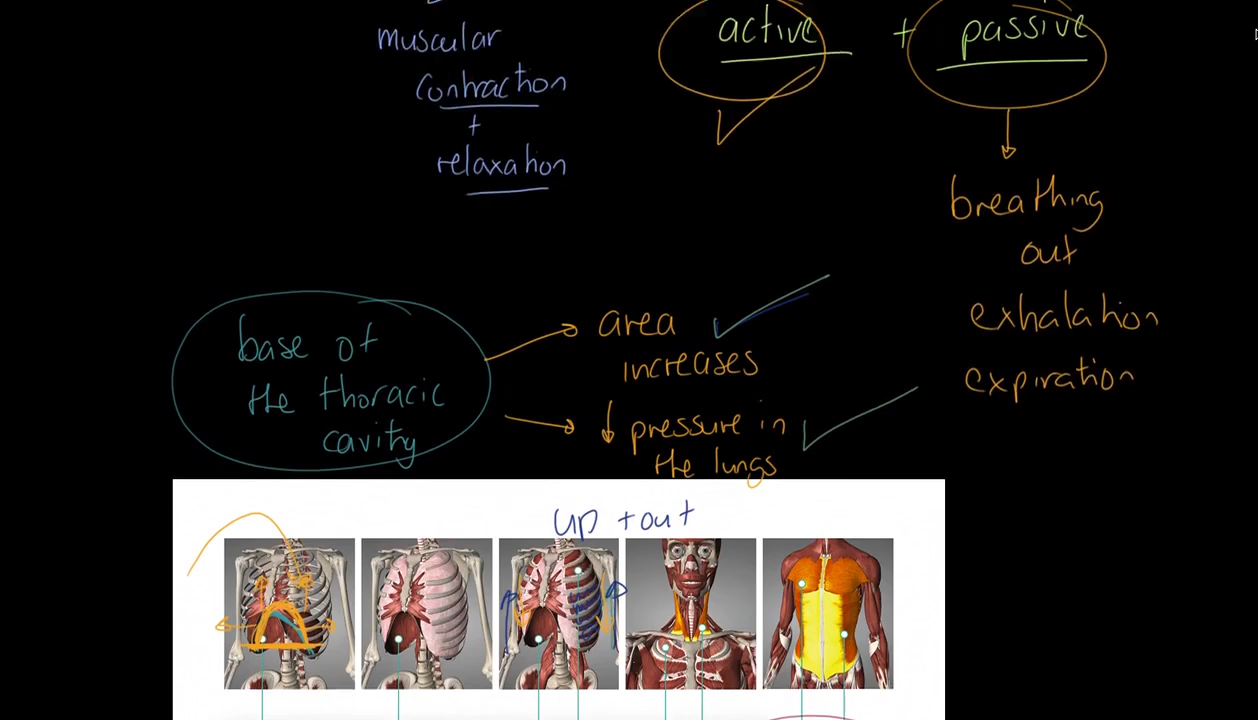 muscular
contraction
+
relaxation
active + passive
breathing
out
exhalation
expiration
base of
the thoracic
cavity
area
increases
↓ pressure in
the lungs
up + out